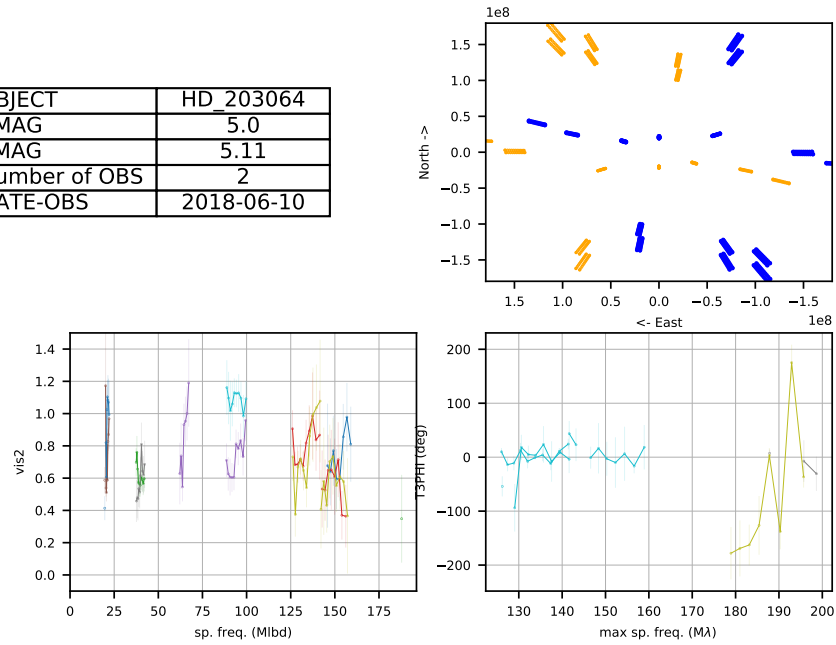 BJECT HD_203064
MAG 5.0
MAG 5.11
umber of OBS 2
ATE-OBS 2018-06-10
1e8
1.5
1.0
0.5
0.0
−0.5
−1.0
−1.5
North ->
1.5 1.0 0.5 0.0 −0.5 −1.0 −1.5
<- East
1e8
1.4
1.2
1.0
0.8
0.6
0.4
0.2
0.0
vis2
0 25 50 75 100 125 150 175
sp. freq. (Mlbd)
200
100
0
−100
−200
T3PHI (deg)
130 140 150 160 170 180 190 200
max sp. freq. (Mλ)